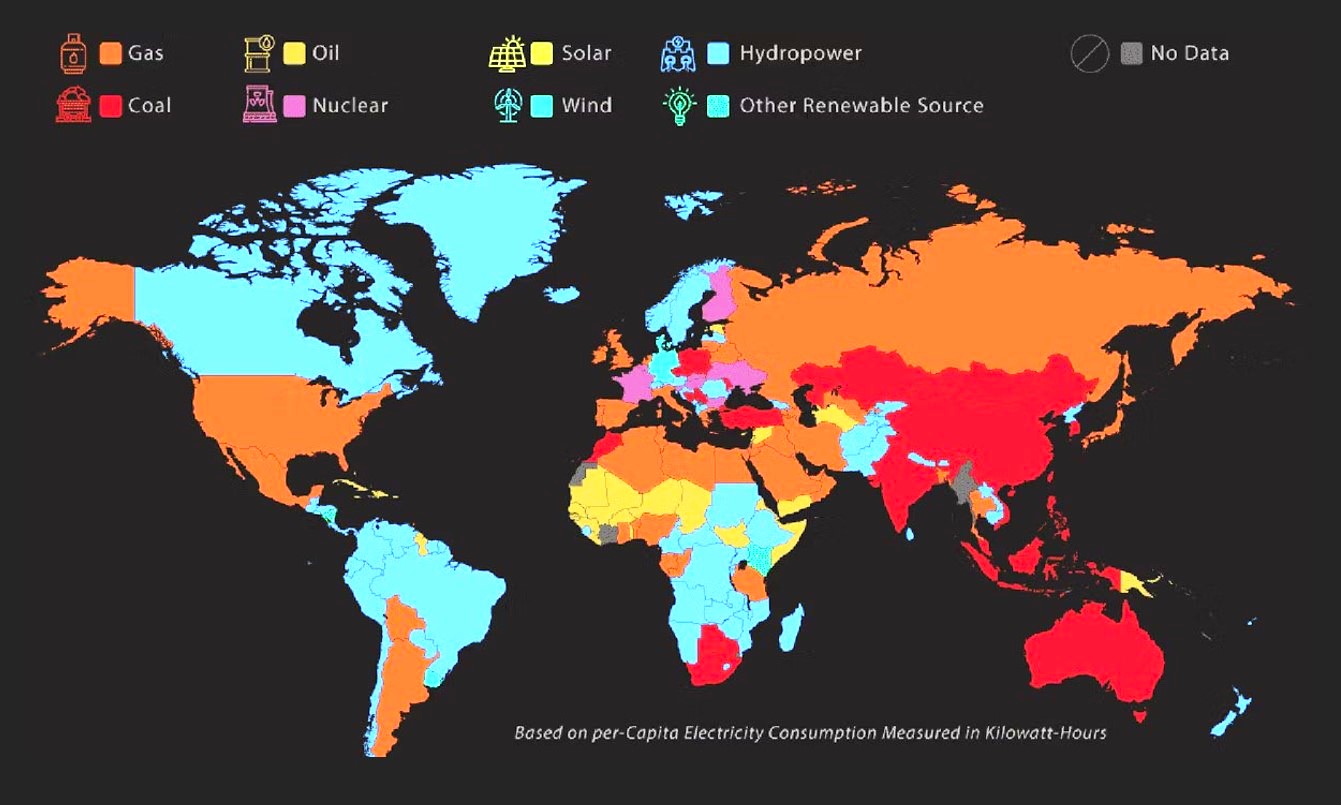 Gas Oil Solar Hydropower No Data
Coal Nuclear Wind Other Renewable Source
Based on per-Capita Electricity Consumption Measured in Kilowatt-Hours